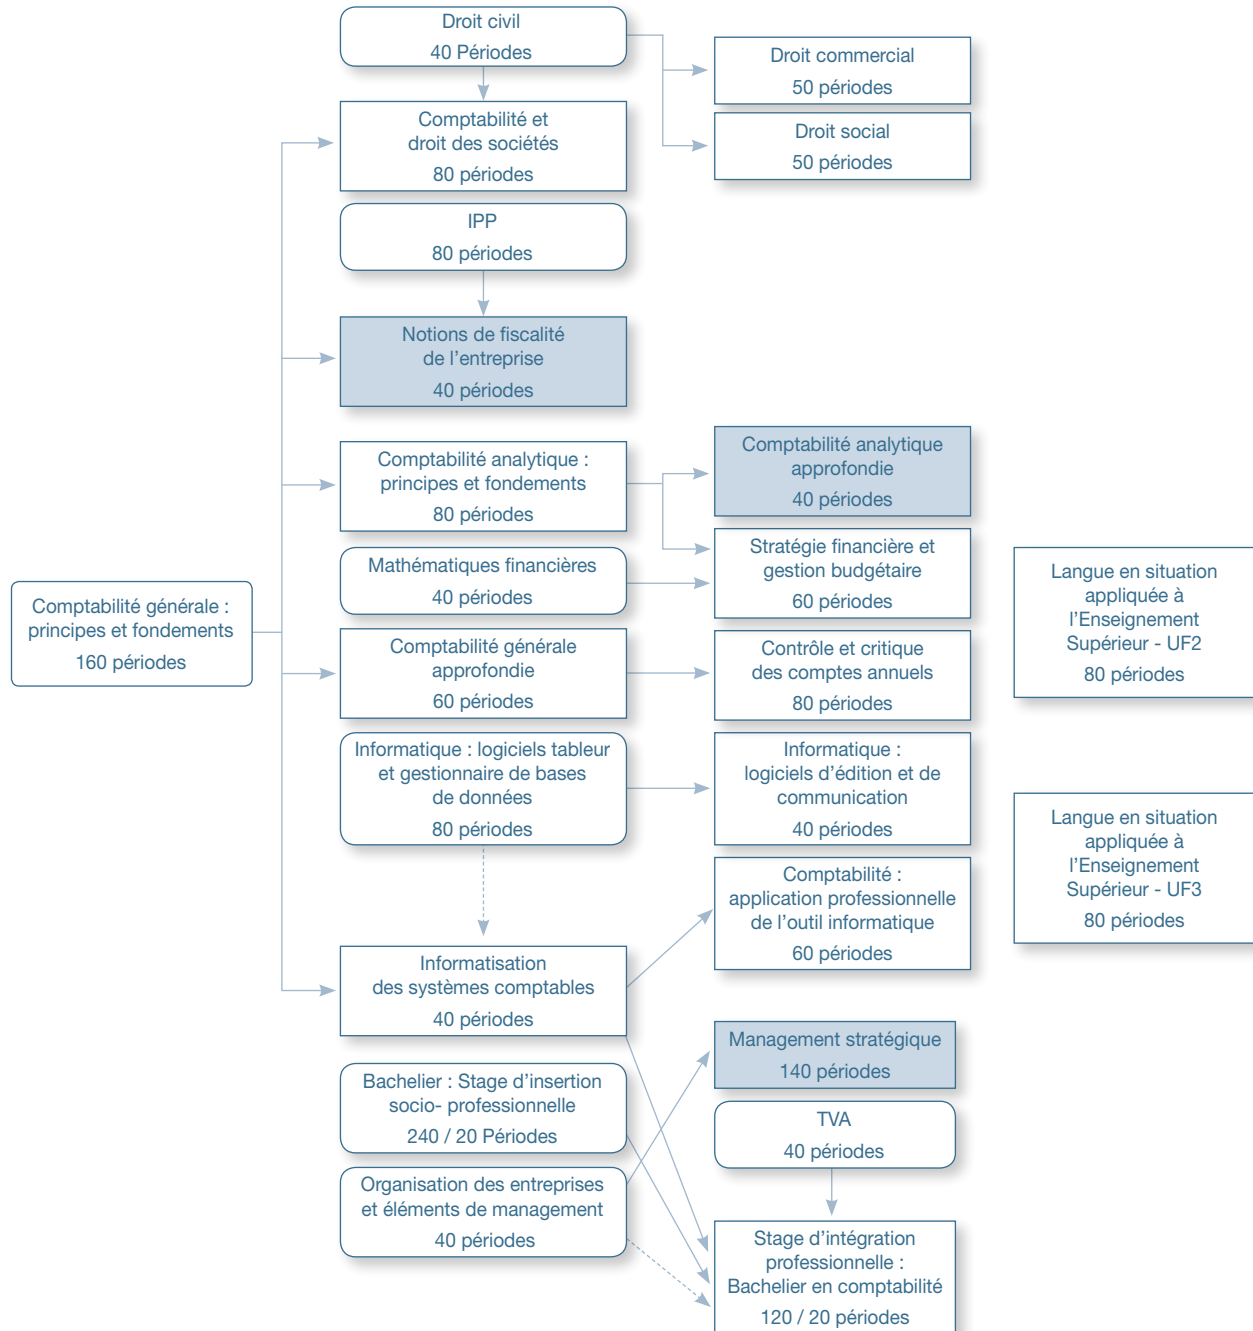 Droit civil
40 Périodes
Droit commercial
50 périodes
Comptabilité et
droit des sociétés
80 périodes
Droit social
50 périodes
IPP
80 périodes
Notions de fiscalité
de l'entreprise
40 périodes
Comptabilité analytique :
principes et fondements
80 périodes
Comptabilité analytique
approfondie
40 périodes
Mathématiques financières
40 périodes
Stratégie financière et
gestion budgétaire
60 périodes
Langue en situation
appliquée à
l'Enseignement
Supérieur - UF2
80 périodes
Comptabilité générale :
principes et fondements
160 périodes
Comptabilité générale
approfondie
60 périodes
Contrôle et critique
des comptes annuels
80 périodes
Informatique : logiciels tableur
et gestionnaire de bases
de données
80 périodes
Informatique :
logiciels d'édition et de
communication
40 périodes
Langue en situation
appliquée à
l'Enseignement
Supérieur - UF3
80 périodes
Comptabilité :
application professionnelle
de l'outil informatique
60 périodes
Informatisation
des systèmes comptables
40 périodes
Management stratégique
140 périodes
Bachelier : Stage d'insertion
socio- professionnelle
240 / 20 Périodes
TVA
40 périodes
Organisation des entreprises
et éléments de management
40 périodes
Stage d'intégration
professionnelle :
Bachelier en comptabilité
120 / 20 périodes